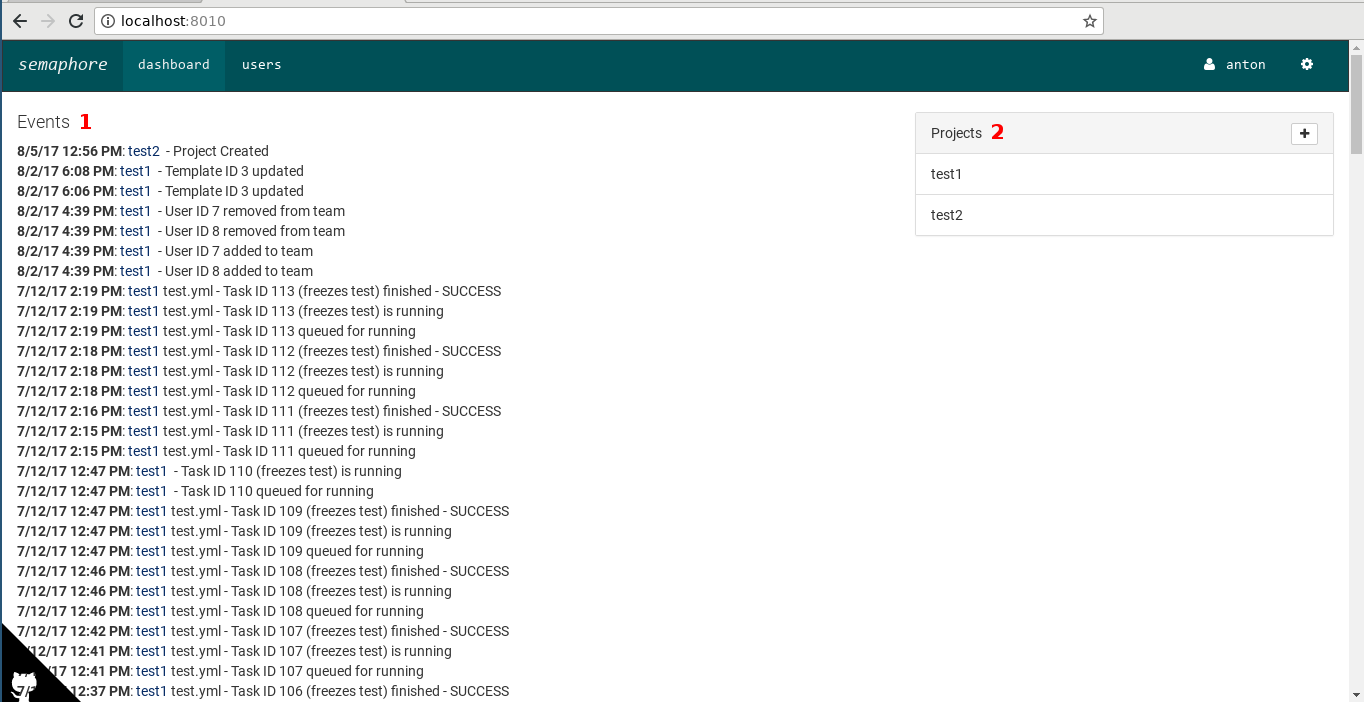 localhost:8010
semaphore dashboard users anton
Events 1
8/5/17 12:56 PM: test2 - Project Created
8/2/17 6:08 PM: test1 - Template ID 3 updated
8/2/17 6:06 PM: test1 - Template ID 3 updated
8/2/17 4:39 PM: test1 - User ID 7 removed from team
8/2/17 4:39 PM: test1 - User ID 8 removed from team
8/2/17 4:39 PM: test1 - User ID 7 added to team
8/2/17 4:39 PM: test1 - User ID 8 added to team
7/12/17 2:19 PM: test1 test.yml - Task ID 113 (freezes test) finished - SUCCESS
7/12/17 2:19 PM: test1 test.yml - Task ID 113 (freezes test) is running
7/12/17 2:19 PM: test1 test.yml - Task ID 113 queued for running
7/12/17 2:18 PM: test1 test.yml - Task ID 112 (freezes test) finished - SUCCESS
7/12/17 2:18 PM: test1 test.yml - Task ID 112 (freezes test) is running
7/12/17 2:18 PM: test1 test.yml - Task ID 112 queued for running
7/12/17 2:16 PM: test1 test.yml - Task ID 111 (freezes test) finished - SUCCESS
7/12/17 2:15 PM: test1 test.yml - Task ID 111 (freezes test) is running
7/12/17 2:15 PM: test1 test.yml - Task ID 111 queued for running
7/12/17 12:47 PM: test1 - Task ID 110 (freezes test) is running
7/12/17 12:47 PM: test1 - Task ID 110 queued for running
7/12/17 12:47 PM: test1 test.yml - Task ID 109 (freezes test) finished - SUCCESS
7/12/17 12:47 PM: test1 test.yml - Task ID 109 (freezes test) is running
7/12/17 12:47 PM: test1 test.yml - Task ID 109 queued for running
7/12/17 12:46 PM: test1 test.yml - Task ID 108 (freezes test) finished - SUCCESS
7/12/17 12:46 PM: test1 test.yml - Task ID 108 (freezes test) is running
7/12/17 12:46 PM: test1 test.yml - Task ID 108 queued for running
7/12/17 12:42 PM: test1 test.yml - Task ID 107 (freezes test) finished - SUCCESS
12:41 PM: test1 test.yml - Task ID 107 (freezes test) is running
12:41 PM: test1 test.yml - Task ID 107 queued for running
12:37 PM: test1 test.yml - Task ID 106 (freezes test) finished - SUCCESS
Projects 2 +
test1
test2